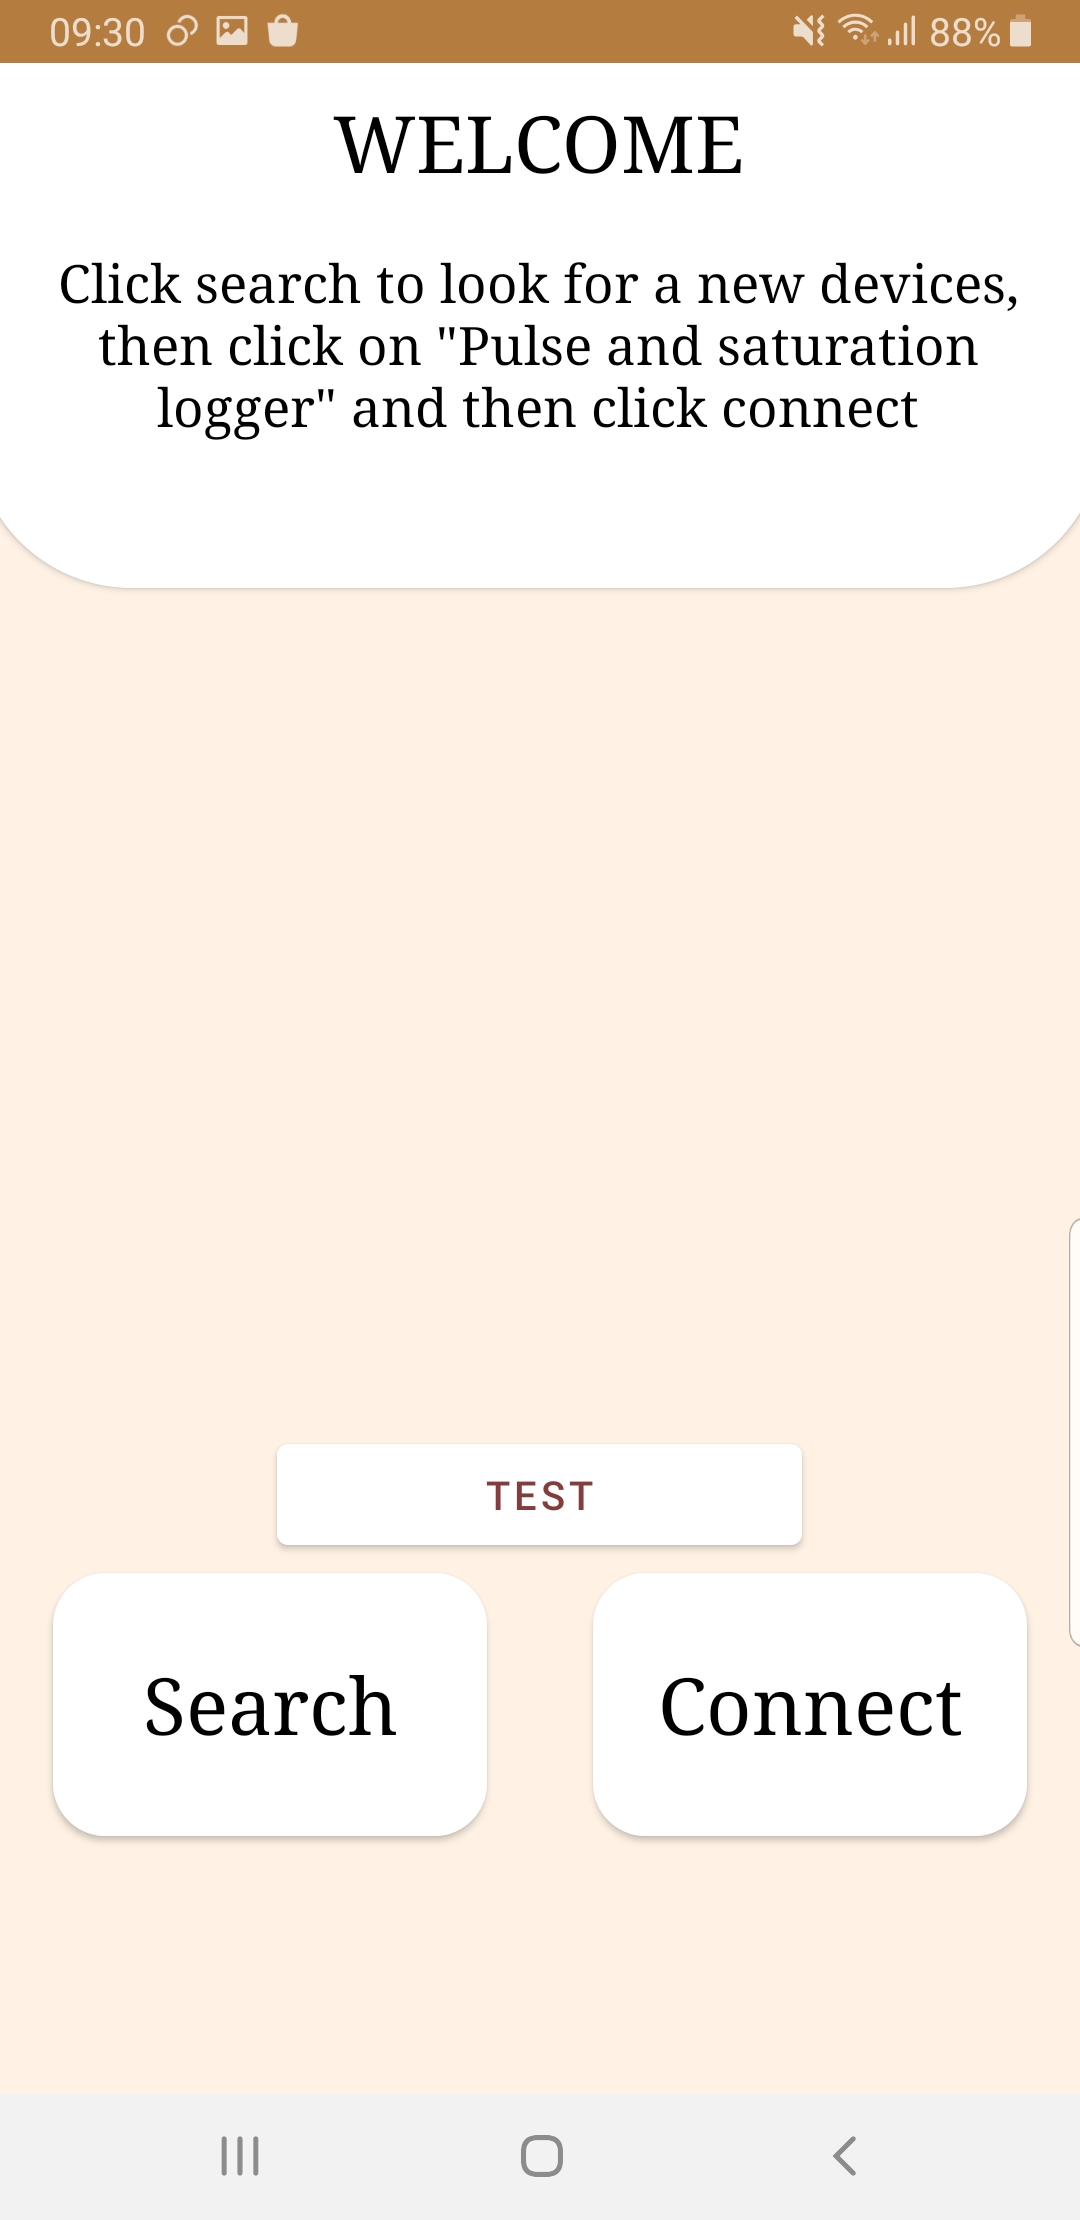 09:30 88%
WELCOME
Click search to look for a new devices,
then click on "Pulse and saturation
logger" and then click connect
TEST
Search Connect